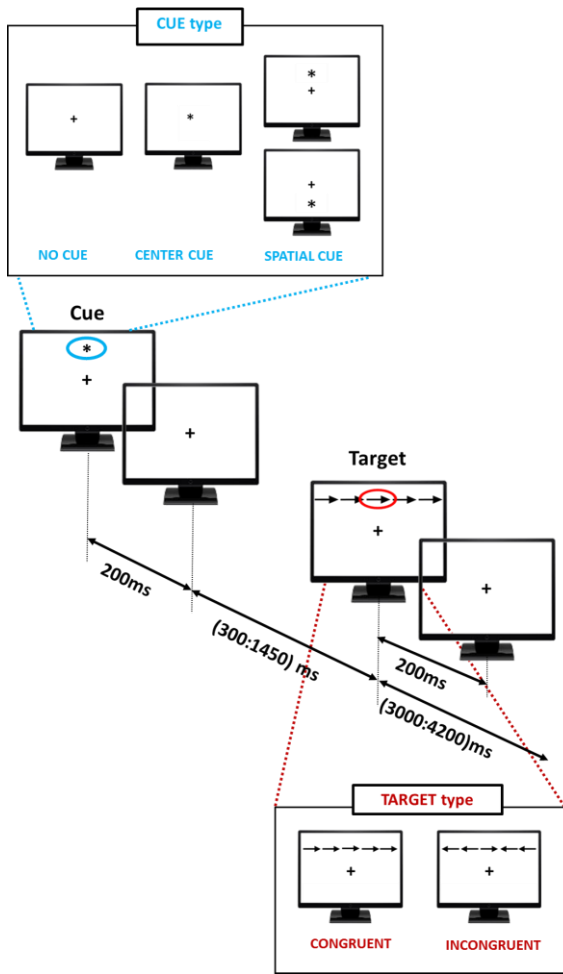 CUE type
+
*
*
+
+
*
NO CUE
CENTER CUE
SPATIAL CUE
Cue
*
+
+
Target
+
+
200ms
(300:1450) ms
200ms
(3000:4200)ms
TARGET type
+
+
CONGRUENT
INCONGRUENT